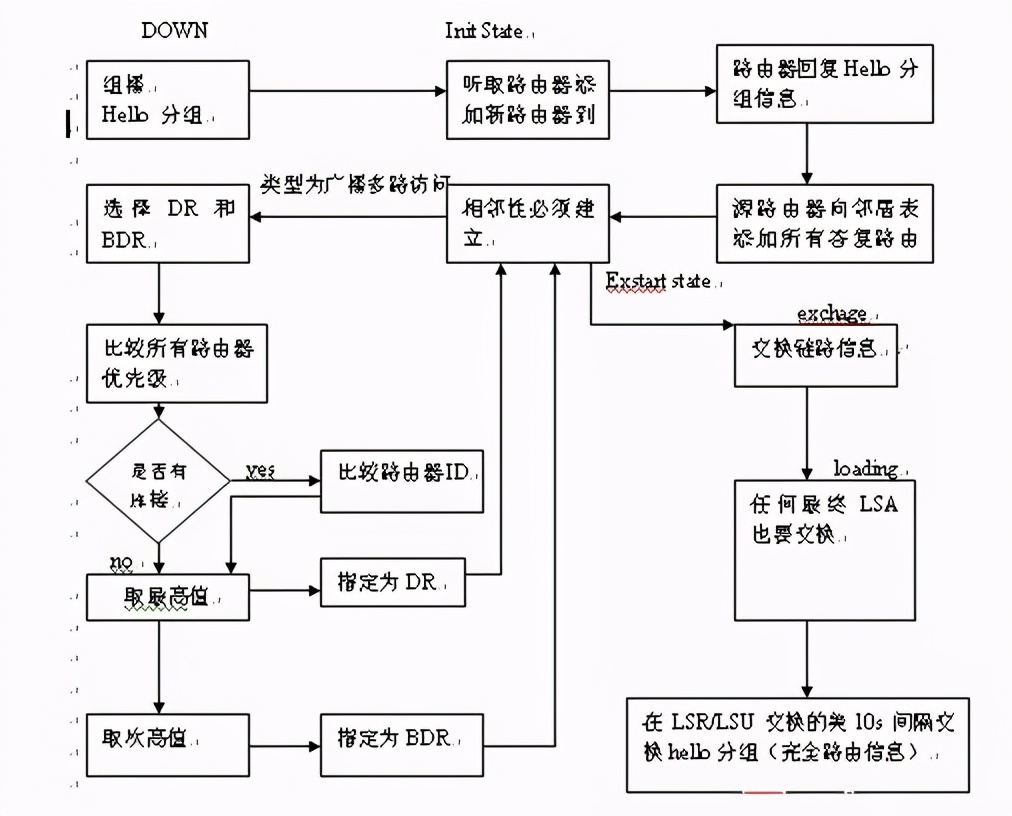 DOWN
Init State
组播
Hello 分组
听取路由器添
加新路由器到
路由器回复 Hello 分
组信息
类型为广播多路访问
选择 DR 和
BDR
相邻性必须建
立
源路由器向邻居表
添加所有答复路由
Exstart state
exchage
交换链路信息
比较所有路由器
优先级
是否有
连接
yes
比较路由器ID
loading
任何最终 LSA
也要交换
no
取最高值
指定为 DR
取次高值
指定为 BDR
在 LSR/LSU 交换的类 10s 间隔交
换 hello 分组（完全路由信息）